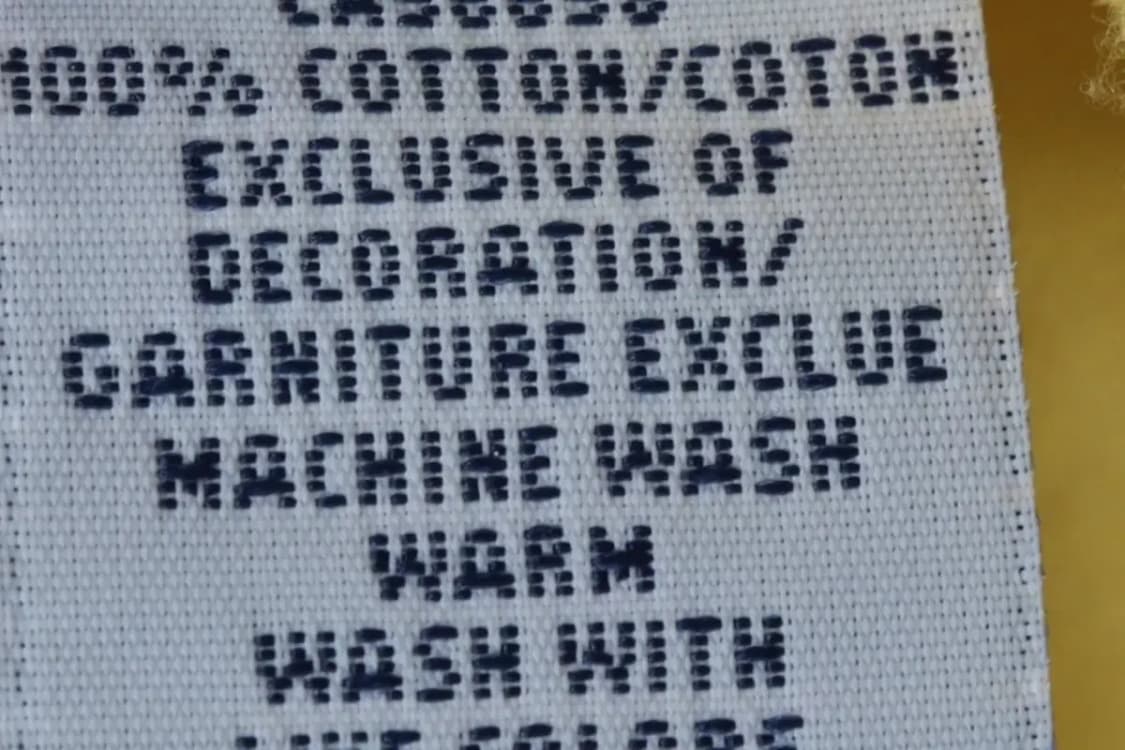 100% COTTON/COTON
EXCLUSIVE OF
DECORATION/
GARNITURE EXCLUE
MACHINE WASH
WARM
WASH WITH